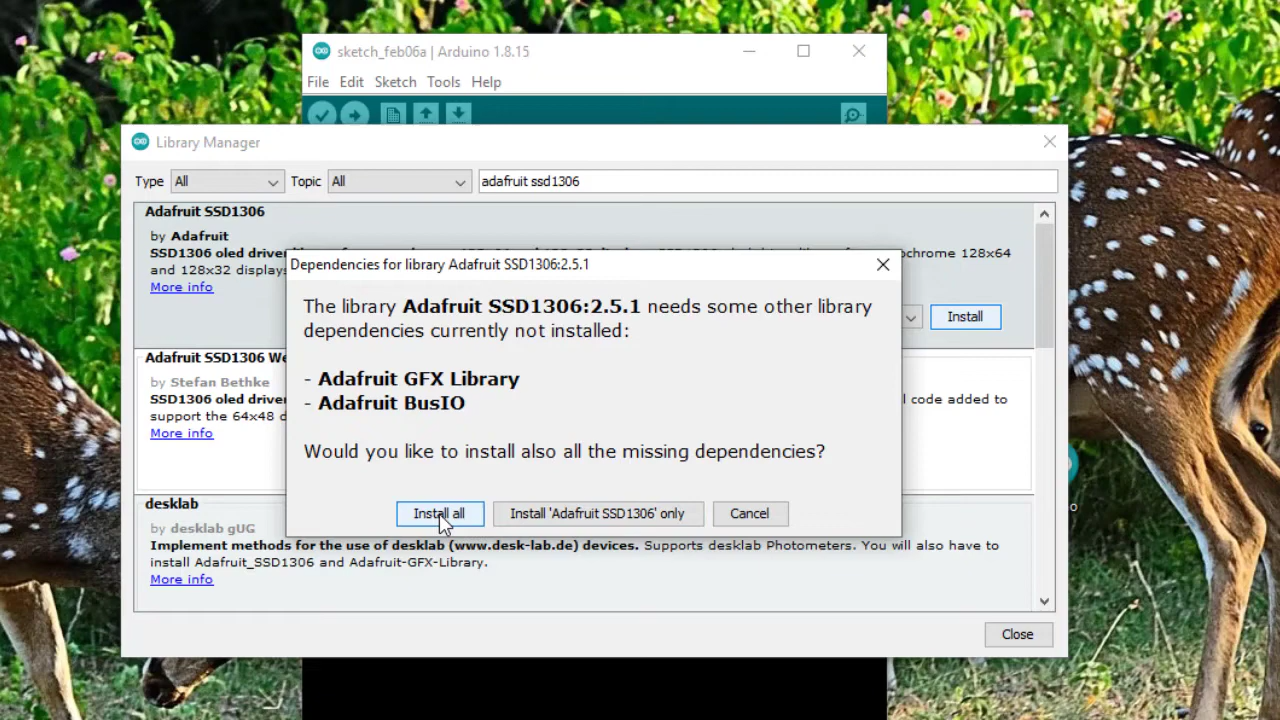 sketch_feb06a | Arduino 1.8.15
File Edit Sketch Tools Help
Library Manager
Type All Topic All adafruit ssd1306
Adafruit SSD1306
by Adafruit
SSD1306 oled driver
ochrome 128x64
and 128x32 displays
More info
Install
Dependencies for library Adafruit SSD1306:2.5.1
The library Adafruit SSD1306:2.5.1 needs some other library
dependencies currently not installed:
- Adafruit GFX Library
- Adafruit BusIO
Would you like to install also all the missing dependencies?
Install all Install 'Adafruit SSD1306' only Cancel
Adafruit SSD1306 We
by Stefan Bethke
SSD1306 oled driver
l code added to
support the 64x48 d
More info
desklab
by desklab gUG
Implement methods for the use of desklab (www.desk-lab.de) devices. Supports desklab Photometers. You will also have to
install Adafruit_SSD1306 and Adafruit-GFX-Library.
More info
Close